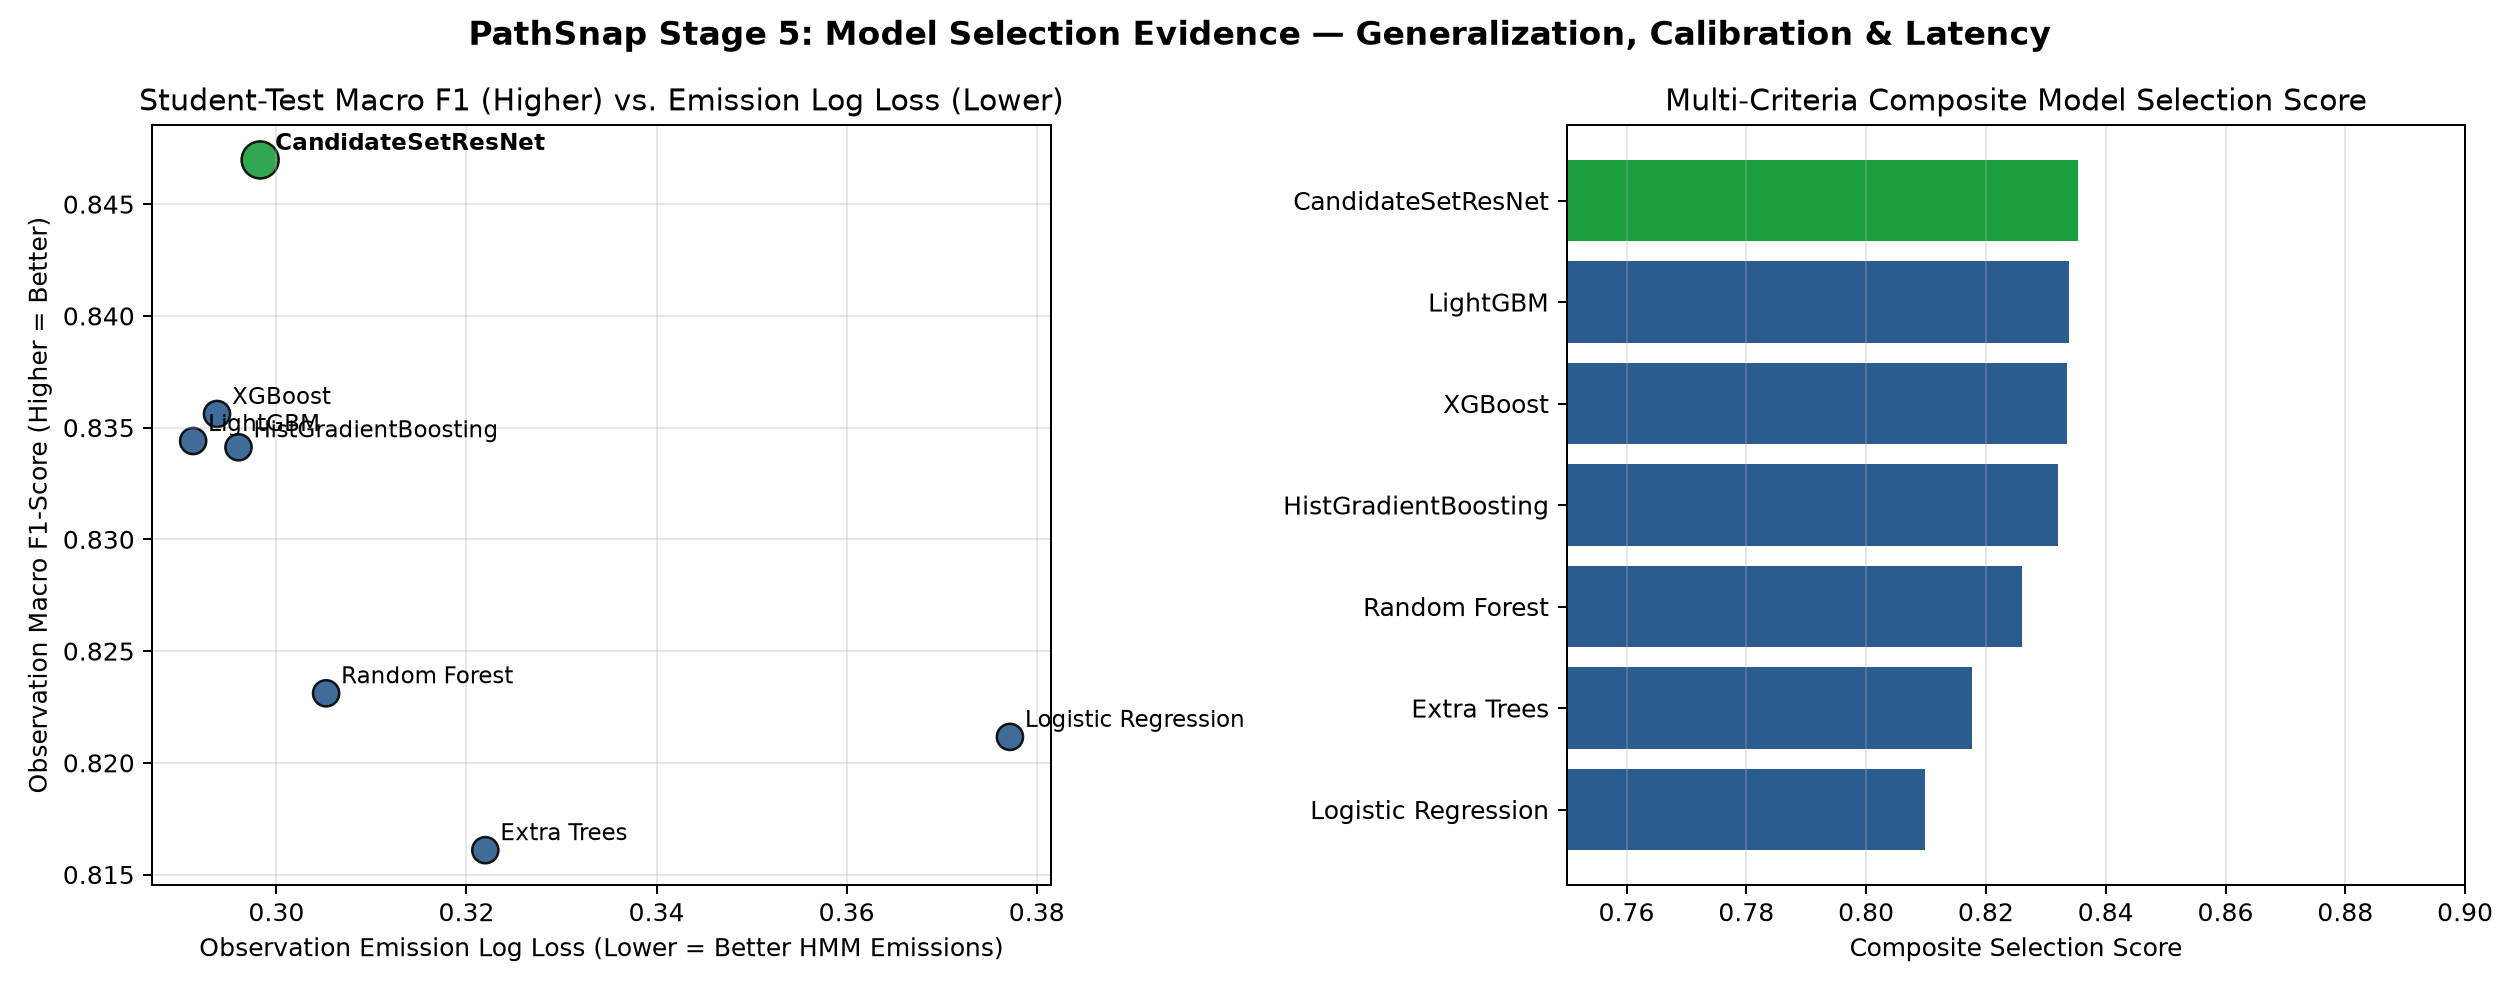 PathSnap Stage 5: Model Selection Evidence — Generalization, Calibration & Latency
Student-Test Macro F1 (Higher) vs. Emission Log Loss (Lower)
Observation Macro F1-Score (Higher = Better)
0.845
0.840
0.835
0.830
0.825
0.820
0.815
CandidateSetResNet
XGBoost
LightGBM
HistGradientBoosting
Random Forest
Logistic Regression
Extra Trees
0.30
0.32
0.34
0.36
0.38
Observation Emission Log Loss (Lower = Better HMM Emissions)
Multi-Criteria Composite Model Selection Score
CandidateSetResNet
LightGBM
XGBoost
HistGradientBoosting
Random Forest
Extra Trees
Logistic Regression
0.76
0.78
0.80
0.82
0.84
0.86
0.88
0.90
Composite Selection Score